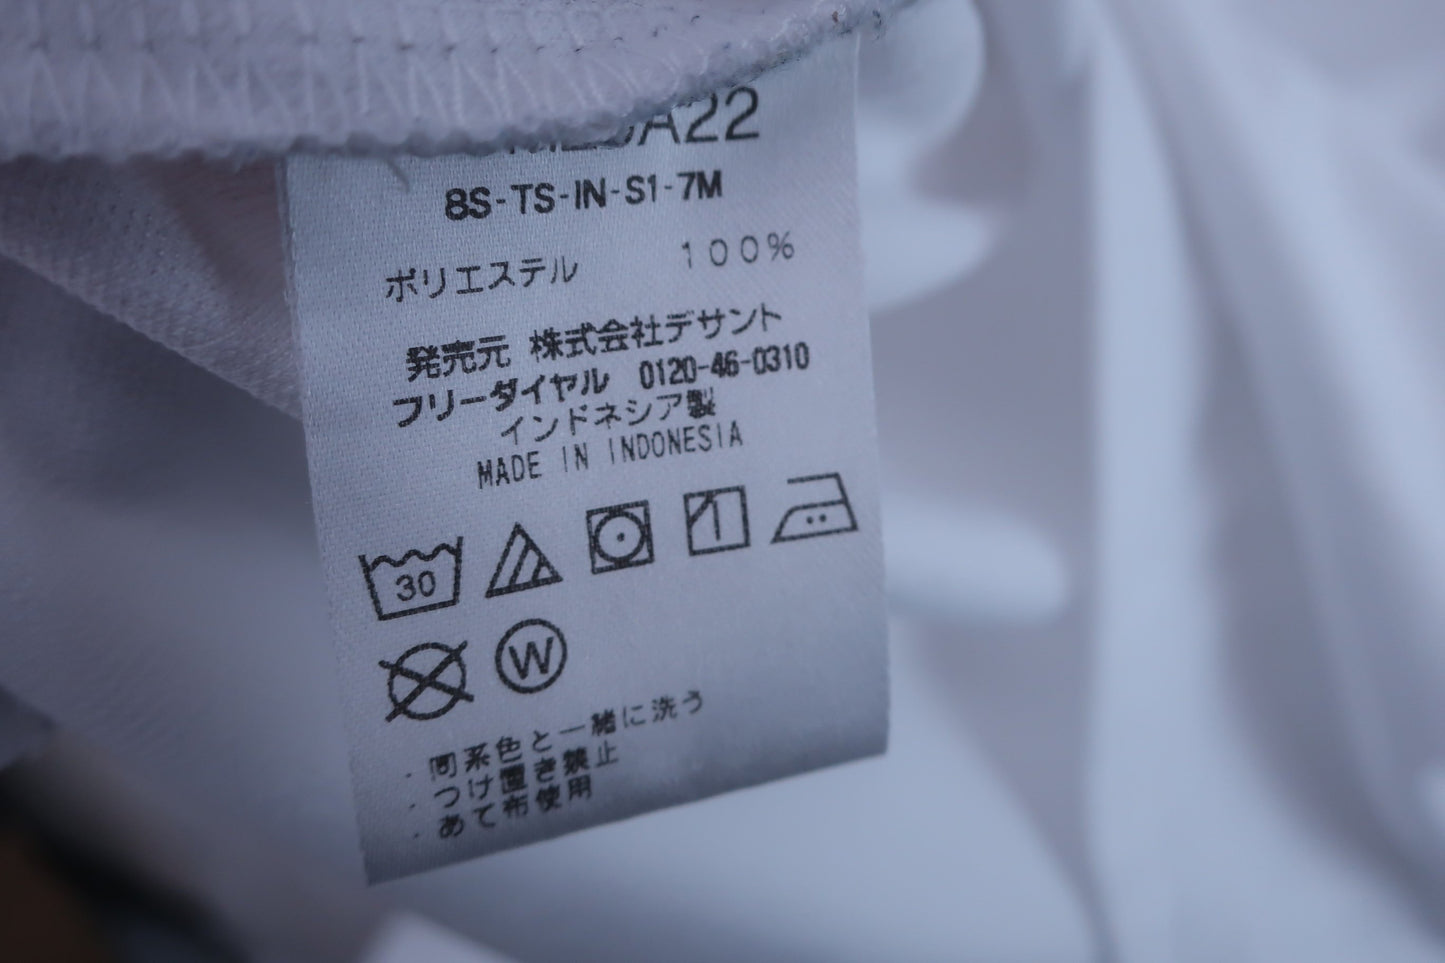 A22
8S-TS-IN-S1-7M
ポリエステル 100%
発売元 株式会社デサント
フリーダイヤル 0120-46-0310
インドネシア製
MADE IN INDONESIA
30
W
・同系色と一緒に洗う
・つけ置き禁止
・あて布使用